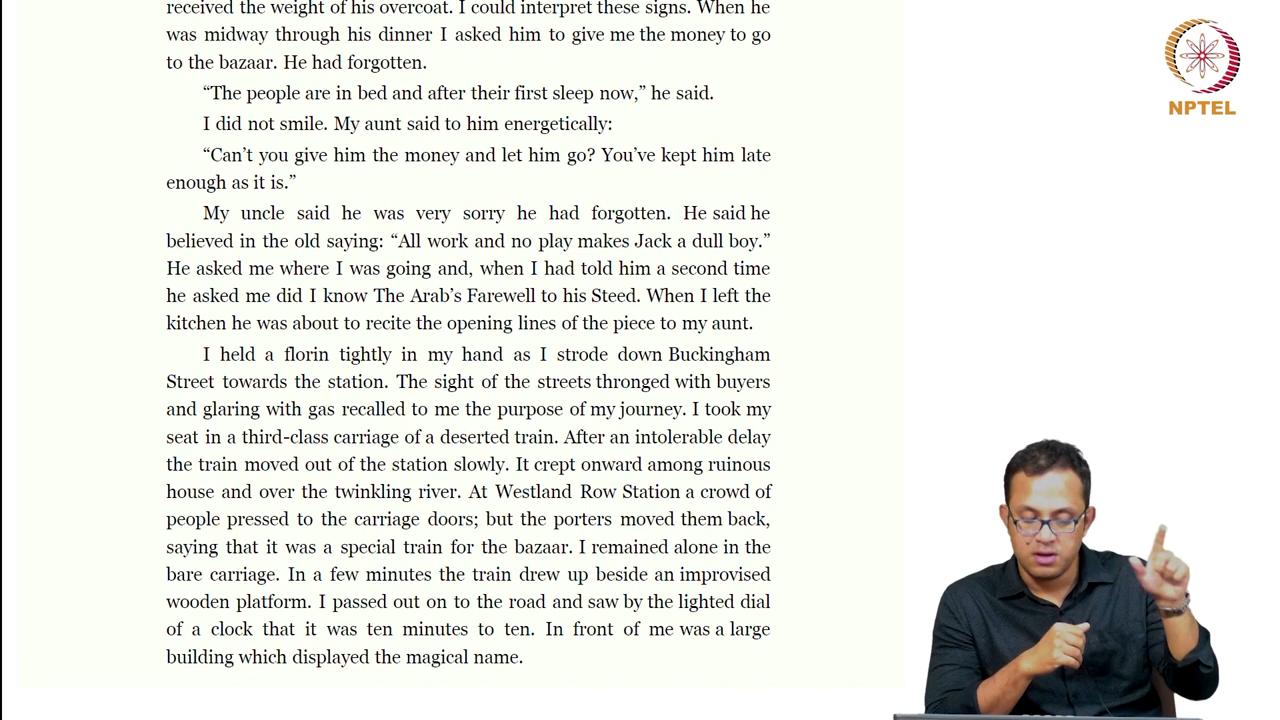 received the weight of his overcoat. I could interpret these signs. When he
was midway through his dinner I asked him to give me the money to go
to the bazaar. He had forgotten.
“The people are in bed and after their first sleep now,” he said.
I did not smile. My aunt said to him energetically:
“Can’t you give him the money and let him go? You’ve kept him late
enough as it is.”
My uncle said he was very sorry he had forgotten. He said he
believed in the old saying: “All work and no play makes Jack a dull boy.”
He asked me where I was going and, when I had told him a second time
he asked me did I know The Arab’s Farewell to his Steed. When I left the
kitchen he was about to recite the opening lines of the piece to my aunt.
I held a florin tightly in my hand as I strode down Buckingham
Street towards the station. The sight of the streets thronged with buyers
and glaring with gas recalled to me the purpose of my journey. I took my
seat in a third-class carriage of a deserted train. After an intolerable delay
the train moved out of the station slowly. It crept onward among ruinous
house and over the twinkling river. At Westland Row Station a crowd of
people pressed to the carriage doors; but the porters moved them back,
saying that it was a special train for the bazaar. I remained alone in the
bare carriage. In a few minutes the train drew up beside an improvised
wooden platform. I passed out on to the road and saw by the lighted dial
of a clock that it was ten minutes to ten. In front of me was a large
building which displayed the magical name.
NPTEL